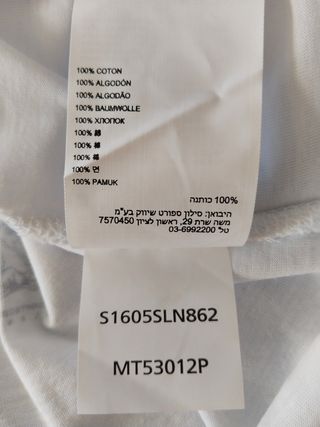 100% COTON
100% ALGODÓN
100% ALGODÃO
100% BAUMWOLLE
100% ХЛОПОК
100% 綿
100% 棉
100% 棉
100% 면
100% PAMUK
100% כותנה
היבואן: סילון ספורט שיווק בע"מ
משה שרת 29, ראשון לציון 7570450
טל' 03-6992200
S1605SLN862
MT53012P